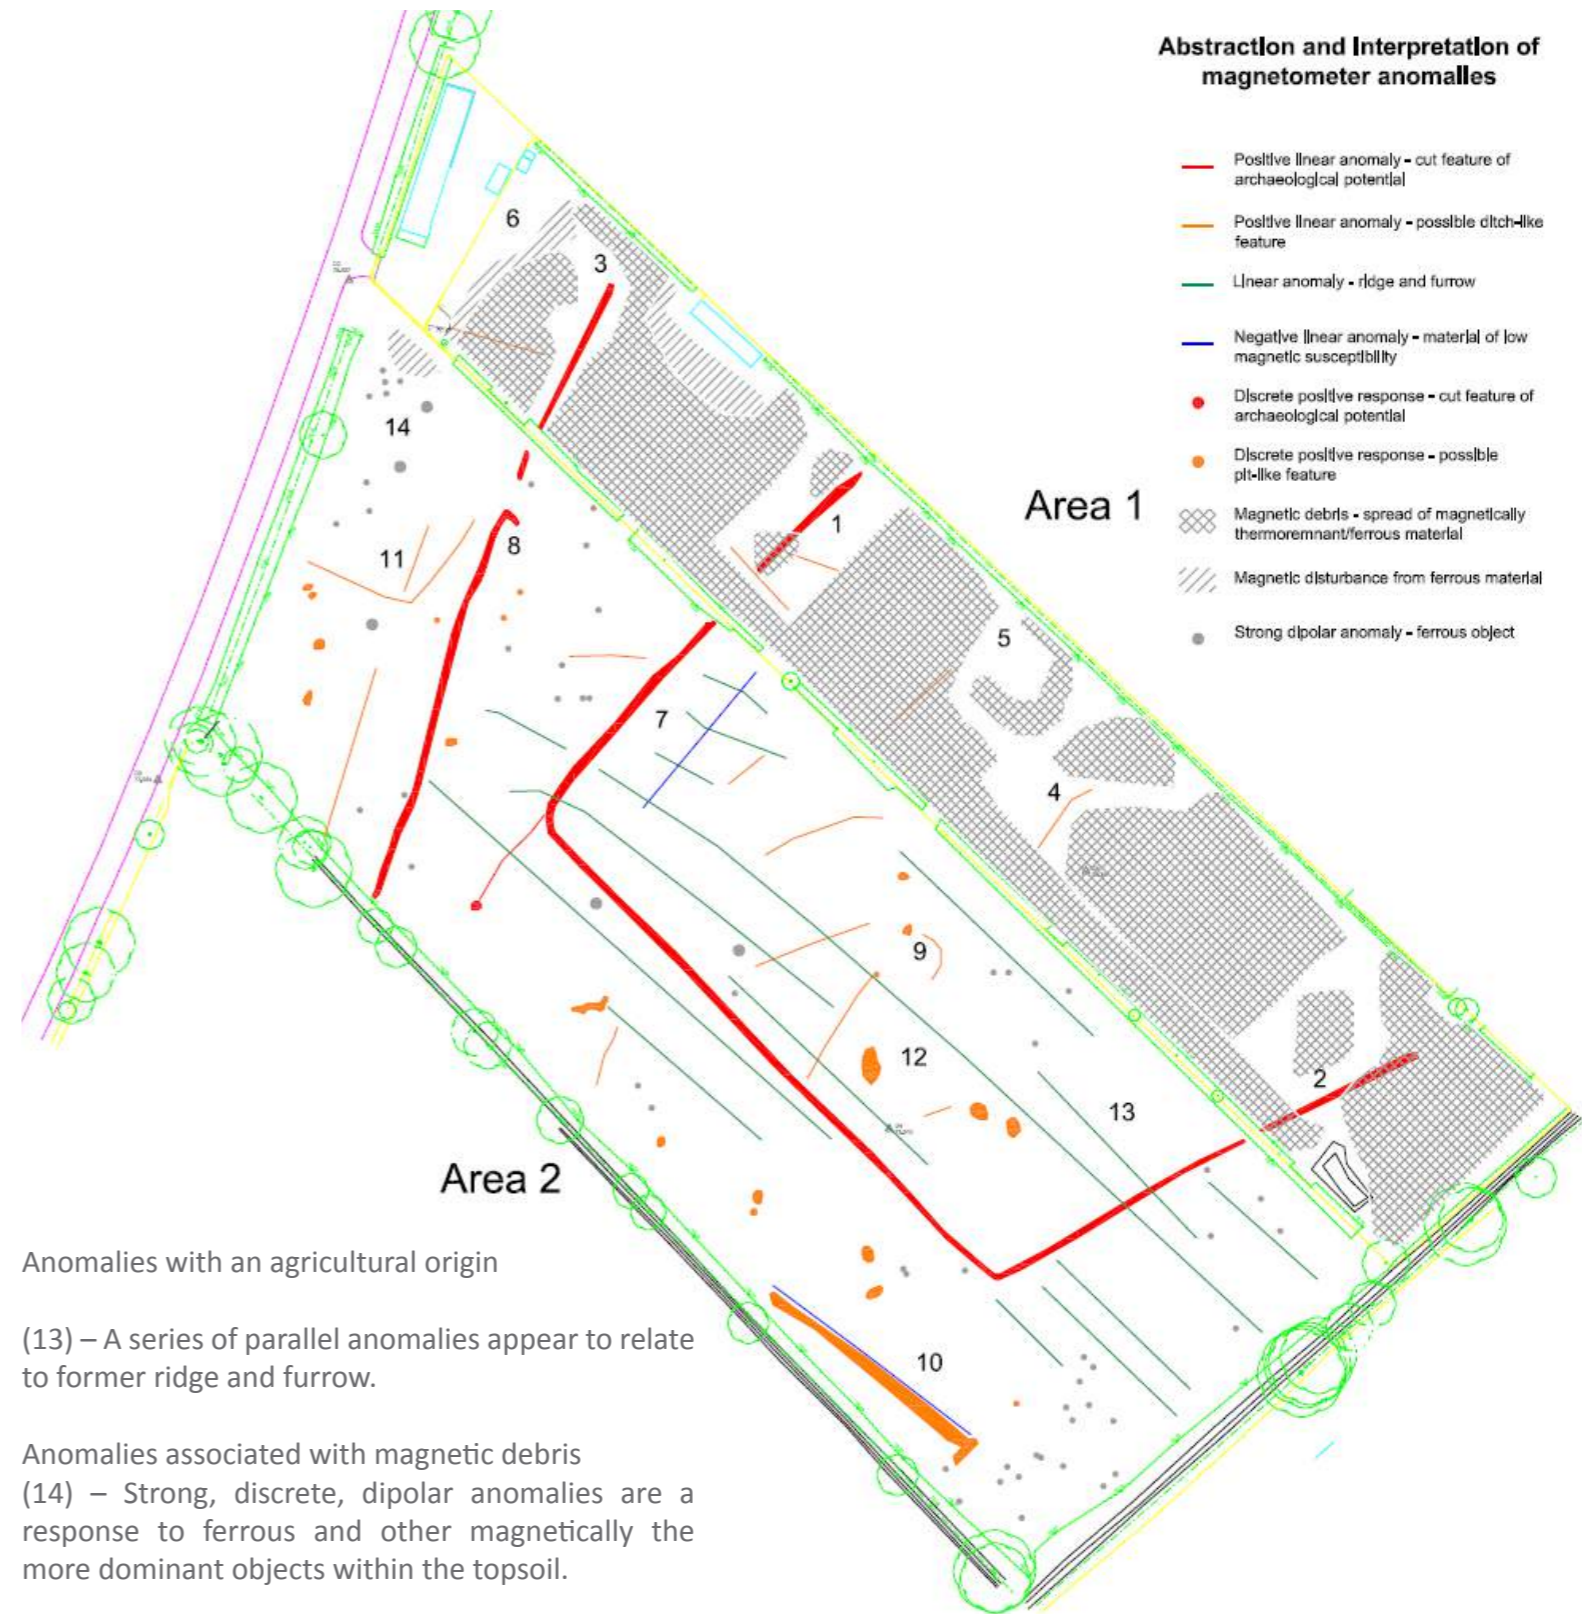 Abstraction and Interpretation of
magnetometer anomalies
Positive linear anomaly - cut feature of
archaeological potential
Positive linear anomaly - possible ditch-like
feature
Linear anomaly - ridge and furrow
Negative linear anomaly - material of low
magnetic susceptibility
Discrete positive response - cut feature of
archaeological potential
Discrete positive response - possible
pit-like feature
Magnetic debris - spread of magnetically
thermoremnant/ferrous material
Magnetic disturbance from ferrous material
Strong dipolar anomaly - ferrous object
6
3
14
Area 1
1
11
8
5
7
4
9
12
2
13
Area 2
10
Anomalies with an agricultural origin
(13) – A series of parallel anomalies appear to relate
to former ridge and furrow.
Anomalies associated with magnetic debris
(14) – Strong, discrete, dipolar anomalies are a
response to ferrous and other magnetically the
more dominant objects within the topsoil.